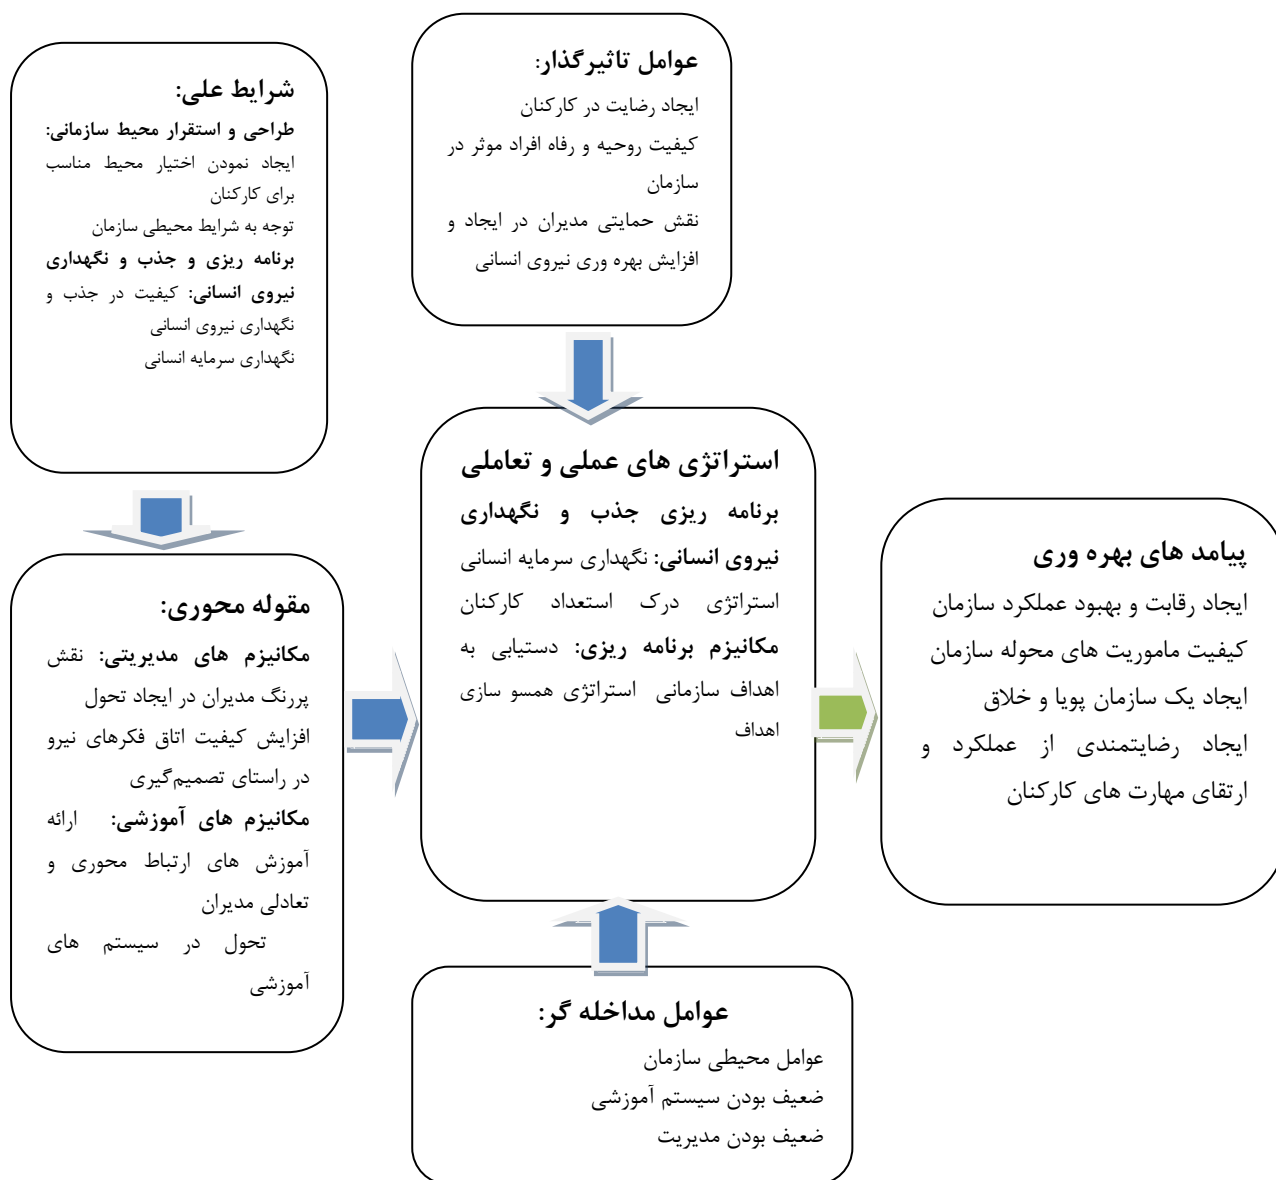 شرایط علی:
طراحی و استقرار محیط سازمانی:
ایجاد نمودن اختیار محیط مناسب
برای کارکنان
توجه به شرایط محیطی سازمان
برنامه ریزی و جذب و نگهداری
نیروی انسانی: کیفیت در جذب و
نگهداری نیروی انسانی
نگهداری سرمایه انسانی
عوامل تاثیرگذار:
ایجاد رضایت در کارکنان
کیفیت روحیه و رفاه افراد موثر در
سازمان
نقش حمایتی مدیران در ایجاد و
افزایش بهره وری نیروی انسانی
مقوله محوری:
مکانیزم های مدیریتی: نقش
پررنگ مدیران در ایجاد تحول
افزایش کیفیت اتاق فکرهای نیرو
در راستای تصمیم‌گیری
مکانیزم های آموزشی: ارائه
آموزش های ارتباط محوری و
تعادلی مدیران
تحول در سیستم های
آموزشی
استراتژی های عملی و تعاملی
برنامه ریزی جذب و نگهداری
نیروی انسانی: نگهداری سرمایه انسانی
استراتژی درک استعداد کارکنان
مکانیزم برنامه ریزی: دستیابی به
اهداف سازمانی استراتژی همسو سازی
اهداف
پیامد های بهره وری
ایجاد رقابت و بهبود عملکرد سازمان
کیفیت ماموریت های محوله سازمان
ایجاد یک سازمان پویا و خلاق
ایجاد رضایتمندی از عملکرد و
ارتقای مهارت های کارکنان
عوامل مداخله گر:
عوامل محیطی سازمان
ضعیف بودن سیستم آموزشی
ضعیف بودن مدیریت